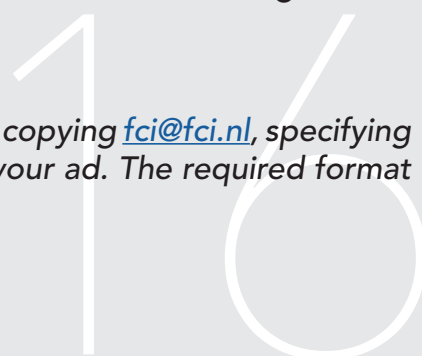 16
copying fci@fci.nl, specifying
your ad. The required format